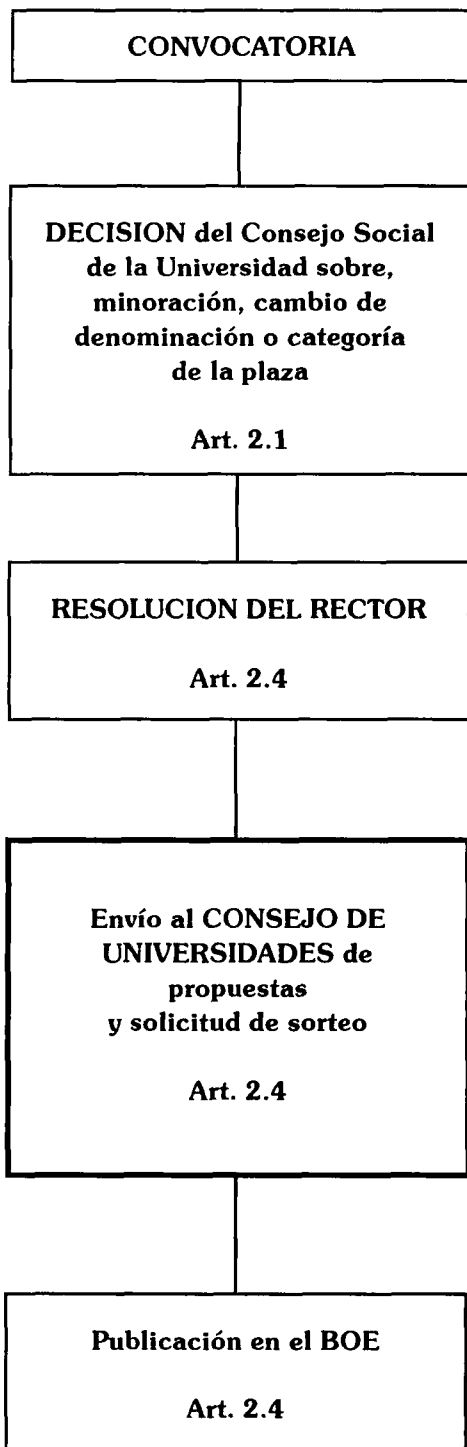 CONVOCATORIA
DECISION del Consejo Social
de la Universidad sobre,
minoración, cambio de
denominación o categoría
de la plaza
Art. 2.1
RESOLUCION DEL RECTOR
Art. 2.4
Envío al CONSEJO DE
UNIVERSIDADES de
propuestas
y solicitud de sorteo
Art. 2.4
Publicación en el BOE
Art. 2.4